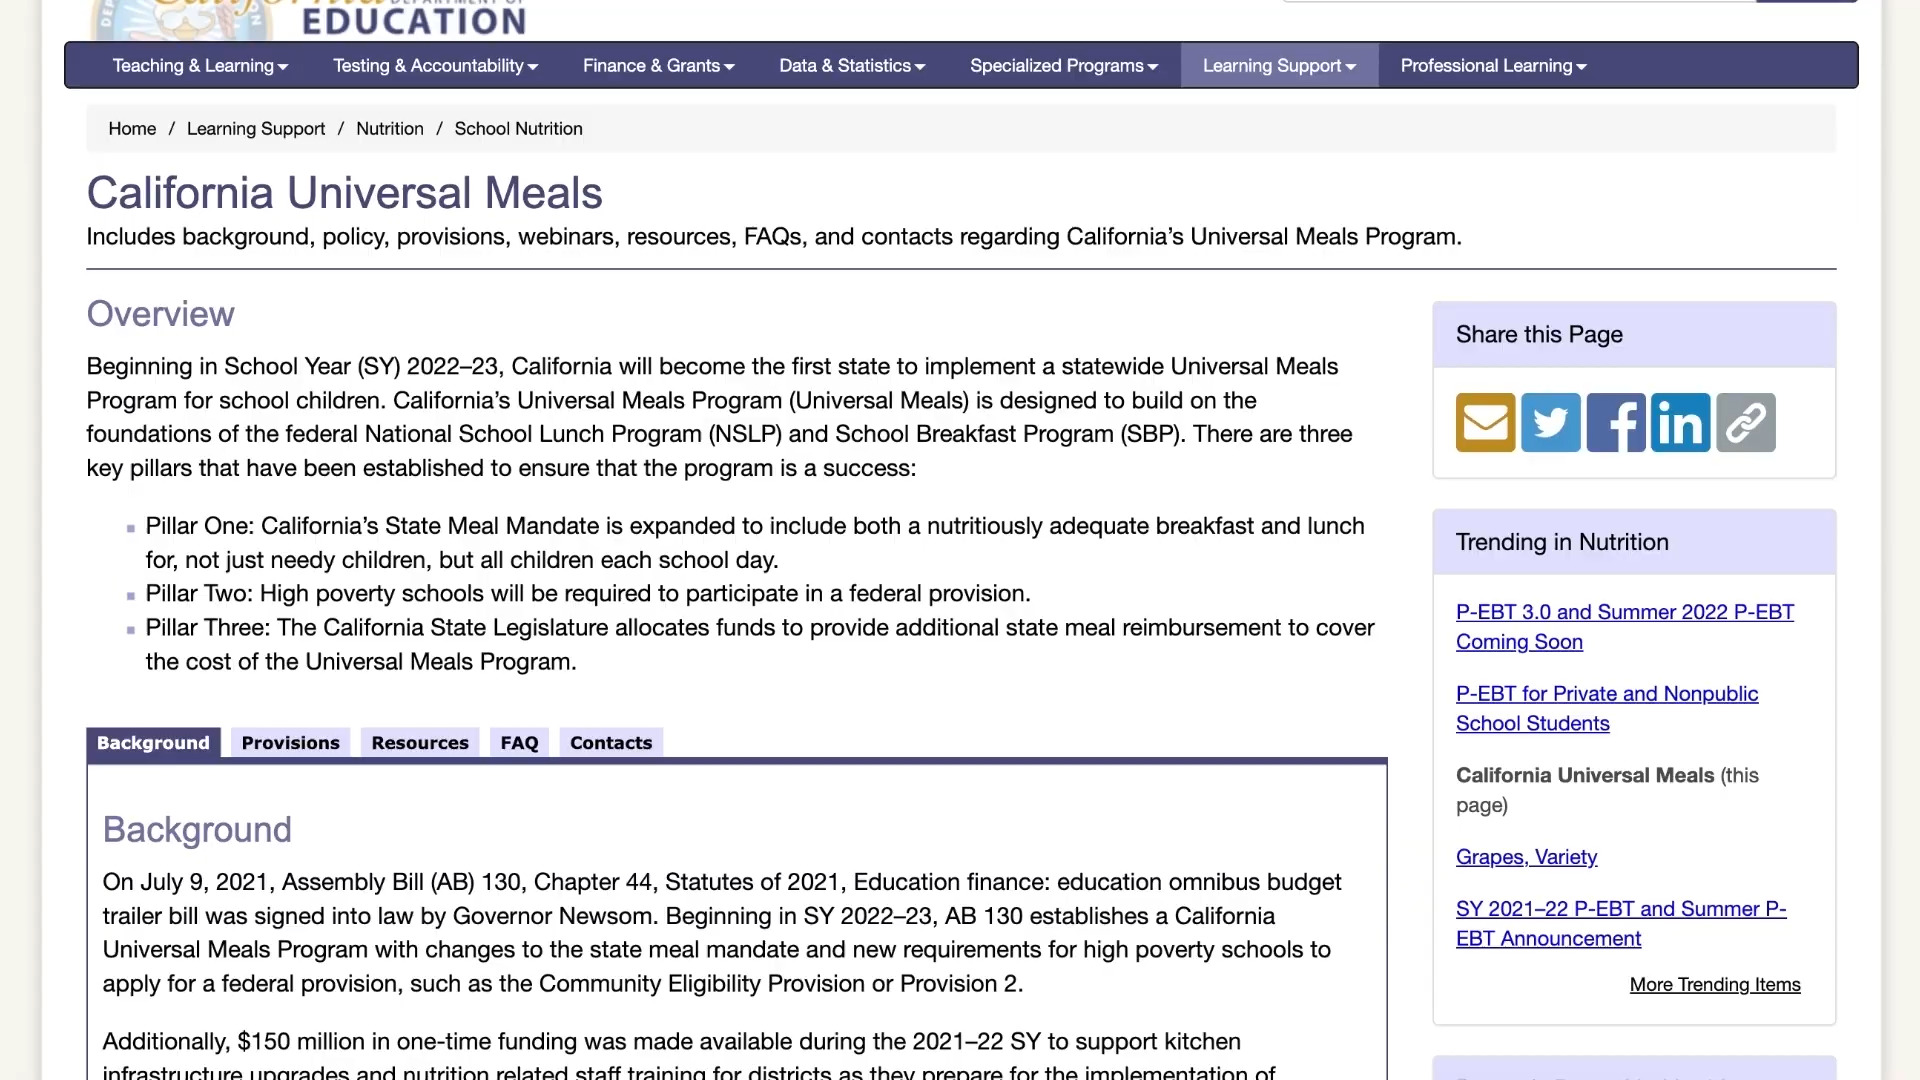 EDUCATION
Teaching & Learning Testing & Accountability Finance & Grants Data & Statistics Specialized Programs Learning Support Professional Learning
Home / Learning Support / Nutrition / School Nutrition
California Universal Meals
Includes background, policy, provisions, webinars, resources, FAQs, and contacts regarding California’s Universal Meals Program.
Overview
Beginning in School Year (SY) 2022–23, California will become the first state to implement a statewide Universal Meals
Program for school children. California’s Universal Meals Program (Universal Meals) is designed to build on the
foundations of the federal National School Lunch Program (NSLP) and School Breakfast Program (SBP). There are three
key pillars that have been established to ensure that the program is a success:
Pillar One: California’s State Meal Mandate is expanded to include both a nutritiously adequate breakfast and lunch
for, not just needy children, but all children each school day.
Pillar Two: High poverty schools will be required to participate in a federal provision.
Pillar Three: The California State Legislature allocates funds to provide additional state meal reimbursement to cover
the cost of the Universal Meals Program.
Background Provisions Resources FAQ Contacts
Background
On July 9, 2021, Assembly Bill (AB) 130, Chapter 44, Statutes of 2021, Education finance: education omnibus budget
trailer bill was signed into law by Governor Newsom. Beginning in SY 2022–23, AB 130 establishes a California
Universal Meals Program with changes to the state meal mandate and new requirements for high poverty schools to
apply for a federal provision, such as the Community Eligibility Provision or Provision 2.
Additionally, $150 million in one-time funding was made available during the 2021–22 SY to support kitchen
infrastructure upgrades and nutrition related staff training for districts as they prepare for the implementation of
Share this Page
Trending in Nutrition
P-EBT 3.0 and Summer 2022 P-EBT
Coming Soon
P-EBT for Private and Nonpublic
School Students
California Universal Meals (this
page)
Grapes, Variety
SY 2021–22 P-EBT and Summer P-
EBT Announcement
More Trending Items